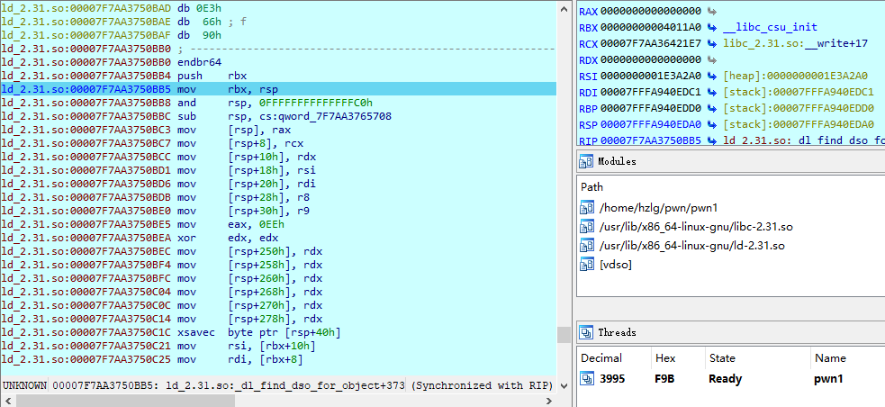 ld_2.31.so:00007F7AA3750BAD db 0E3h
ld_2.31.so:00007F7AA3750BAE db 66h ; f
ld_2.31.so:00007F7AA3750BAF db 90h
ld_2.31.so:00007F7AA3750BB0 ; ---------------------------------------------------------
ld_2.31.so:00007F7AA3750BB0 endbr64
ld_2.31.so:00007F7AA3750BB4 push rbx
ld_2.31.so:00007F7AA3750BB5 mov rbx, rsp
ld_2.31.so:00007F7AA3750BB8 and rsp, 0FFFFFFFFFFFFFFC0h
ld_2.31.so:00007F7AA3750BBC sub rsp, cs:qword_7F7AA3765708
ld_2.31.so:00007F7AA3750BC3 mov [rsp], rax
ld_2.31.so:00007F7AA3750BC7 mov [rsp+8], rcx
ld_2.31.so:00007F7AA3750BCC mov [rsp+10h], rdx
ld_2.31.so:00007F7AA3750BD1 mov [rsp+18h], rsi
ld_2.31.so:00007F7AA3750BD6 mov [rsp+20h], rdi
ld_2.31.so:00007F7AA3750BDB mov [rsp+28h], r8
ld_2.31.so:00007F7AA3750BE0 mov [rsp+30h], r9
ld_2.31.so:00007F7AA3750BE5 mov eax, 0EEh
ld_2.31.so:00007F7AA3750BEA xor edx, edx
ld_2.31.so:00007F7AA3750BEC mov [rsp+250h], rdx
ld_2.31.so:00007F7AA3750BF4 mov [rsp+258h], rdx
ld_2.31.so:00007F7AA3750BFC mov [rsp+260h], rdx
ld_2.31.so:00007F7AA3750C04 mov [rsp+268h], rdx
ld_2.31.so:00007F7AA3750C0C mov [rsp+270h], rdx
ld_2.31.so:00007F7AA3750C14 mov [rsp+278h], rdx
ld_2.31.so:00007F7AA3750C1C xsavec byte ptr [rsp+40h]
ld_2.31.so:00007F7AA3750C21 mov rsi, [rbx+10h]
ld_2.31.so:00007F7AA3750C25 mov rdi, [rbx+8]
UNKNOWN 00007F7AA3750BB5: ld_2.31.so:_dl_find_dso_for_object+373 (Synchronized with RIP)
RAX 0000000000000000
RBX 00000000004011A0 __libc_csu_init
RCX 00007F7AA36421E7 libc_2.31.so:__write+17
RDX 0000000000000000
RSI 0000000001E3A2A0 [heap]:0000000001E3A2A0
RDI 00007FFFA940EDC1 [stack]:00007FFFA940EDC1
RBP 00007FFFA940EDD0 [stack]:00007FFFA940EDD0
RSP 00007FFFA940EDA0 [stack]:00007FFFA940EDA0
RIP 00007F7AA3750BB5 ld_2.31.so:_dl_find_dso_fo
Modules
Path
/home/hzlg/pwn/pwn1
/usr/lib/x86_64-linux-gnu/libc-2.31.so
/usr/lib/x86_64-linux-gnu/ld-2.31.so
[vdso]
Threads
Decimal Hex State Name
3995 F9B Ready pwn1